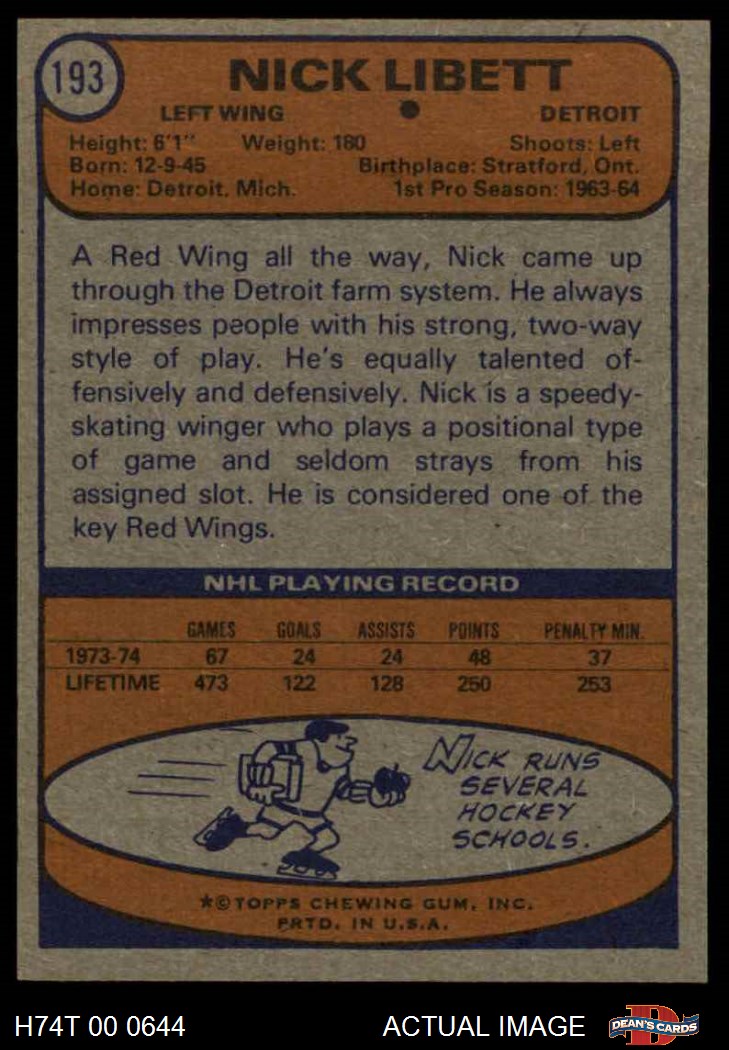 193
NICK LIBETT
LEFT WING • DETROIT
Height: 6'1" Weight: 180 Shoots: Left
Born: 12-9-45 Birthplace: Stratford, Ont.
Home: Detroit, Mich. 1st Pro Season: 1963-64
A Red Wing all the way, Nick came up
through the Detroit farm system. He always
impresses people with his strong, two-way
style of play. He's equally talented of-
fensively and defensively. Nick is a speedy-
skating winger who plays a positional type
of game and seldom strays from his
assigned slot. He is considered one of the
key Red Wings.
NHL PLAYING RECORD
GAMES GOALS ASSISTS POINTS PENALTY MIN.
1973-74 67 24 24 48 37
LIFETIME 473 122 128 250 253
NICK RUNS
SEVERAL
HOCKEY
SCHOOLS.
★©TOPPS CHEWING GUM, INC.
PRTD. IN U.S.A.
H74T 00 0644 ACTUAL IMAGE DEAN'S CARDS